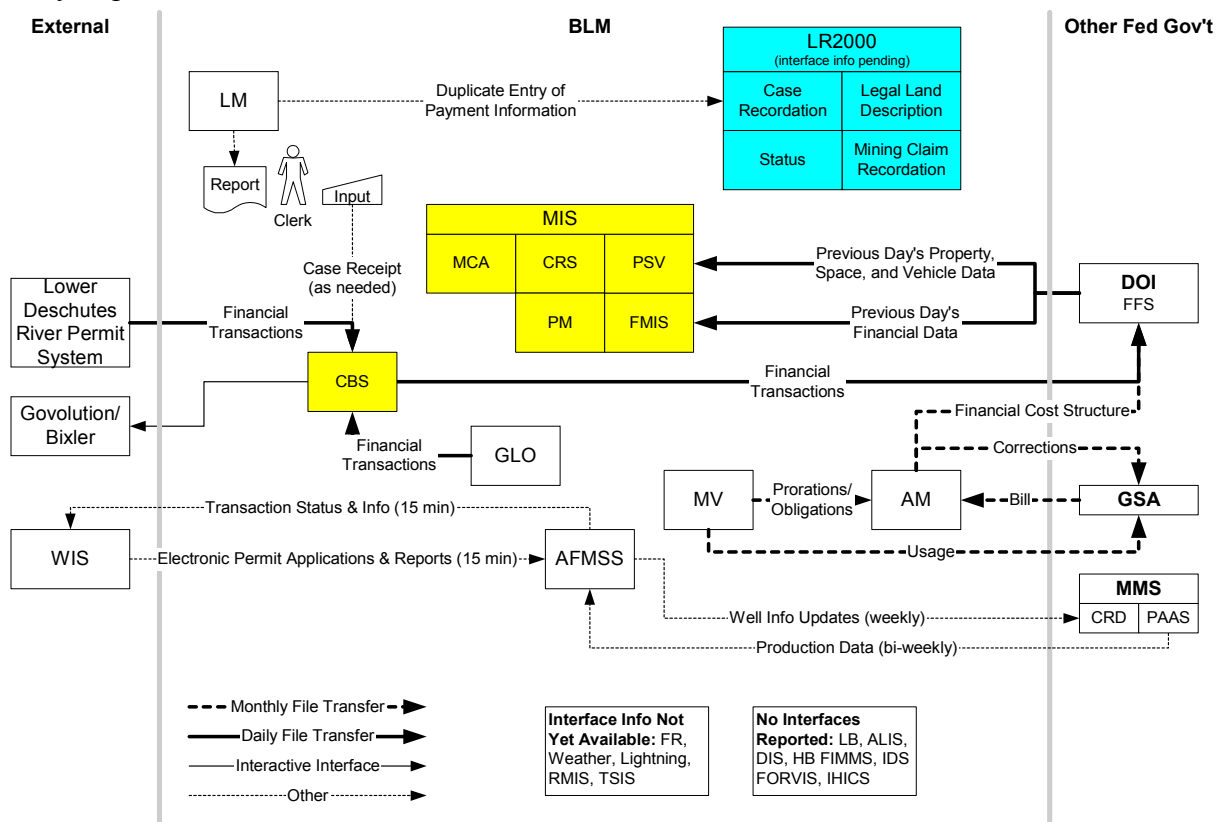 External
BLM
Other Fed Gov't
LR2000
(interface info pending)
Case
Recordation
Legal Land
Description
Status
Mining Claim
Recordation
LM
Duplicate Entry of
Payment Information
Report
Clerk
Input
Case Receipt
(as needed)
MIS
MCA
CRS
PSV
PM
FMIS
Previous Day's Property,
Space, and Vehicle Data
Previous Day's
Financial Data
DOI
FFS
Lower
Deschutes
River Permit
System
Financial
Transactions
CBS
Financial
Transactions
Govolution/
Bixler
Financial
Transactions
GLO
Financial Cost Structure
Corrections
MV
Prorations/
Obligations
AM
Bill
GSA
Usage
Transaction Status & Info (15 min)
WIS
Electronic Permit Applications & Reports (15 min)
AFMSS
Well Info Updates (weekly)
MMS
CRD
PAAS
Production Data (bi-weekly)
Monthly File Transfer
Daily File Transfer
Interactive Interface
Other
Interface Info Not
Yet Available: FR,
Weather, Lightning,
RMIS, TSIS
No Interfaces
Reported: LB, ALIS,
DIS, HB FIMMS, IDS
FORVIS, IHICS